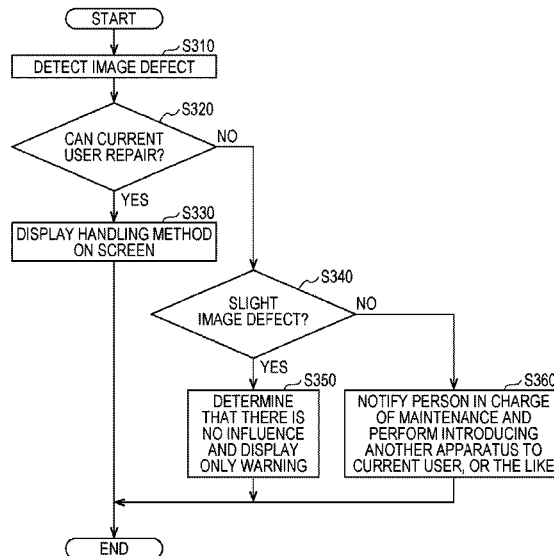 START
S310
DETECT IMAGE DEFECT
S320
CAN CURRENT
USER REPAIR?
NO
YES
S330
DISPLAY HANDLING METHOD
ON SCREEN
S340
SLIGHT
IMAGE DEFECT?
NO
YES
S350
DETERMINE
THAT THERE IS
NO INFLUENCE
AND DISPLAY
ONLY WARNING
S360
NOTIFY PERSON IN CHARGE
OF MAINTENANCE AND
PERFORM INTRODUCING
ANOTHER APPARATUS TO
CURRENT USER, OR THE LIKE
END